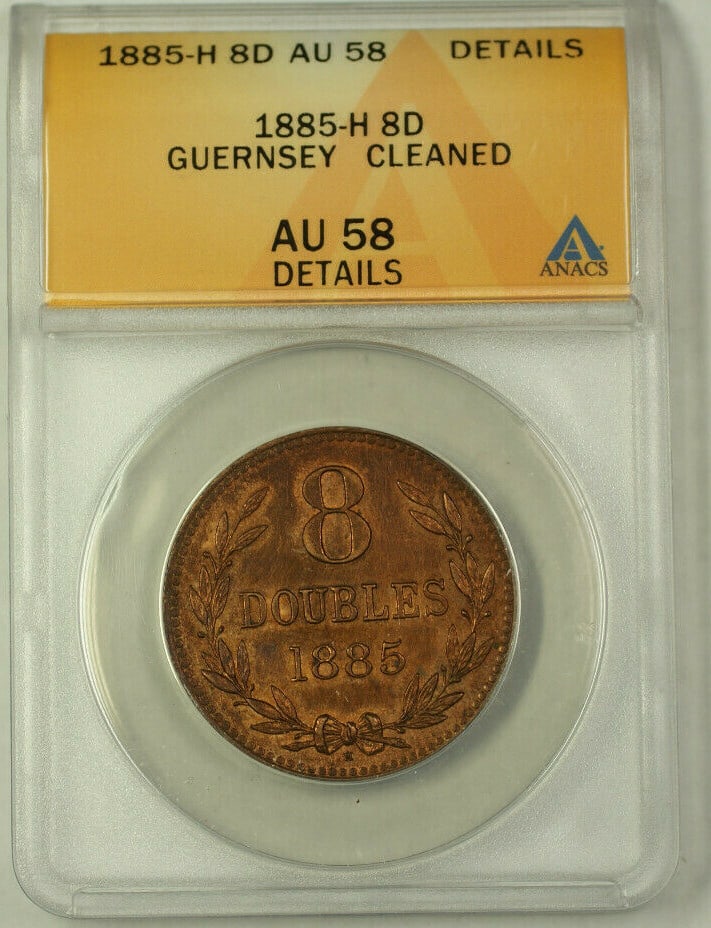 1885-H 8D AU 58 DETAILS
1885-H 8D
GUERNSEY CLEANED
AU 58
DETAILS
ANACS
8
DOUBLES
1885
H